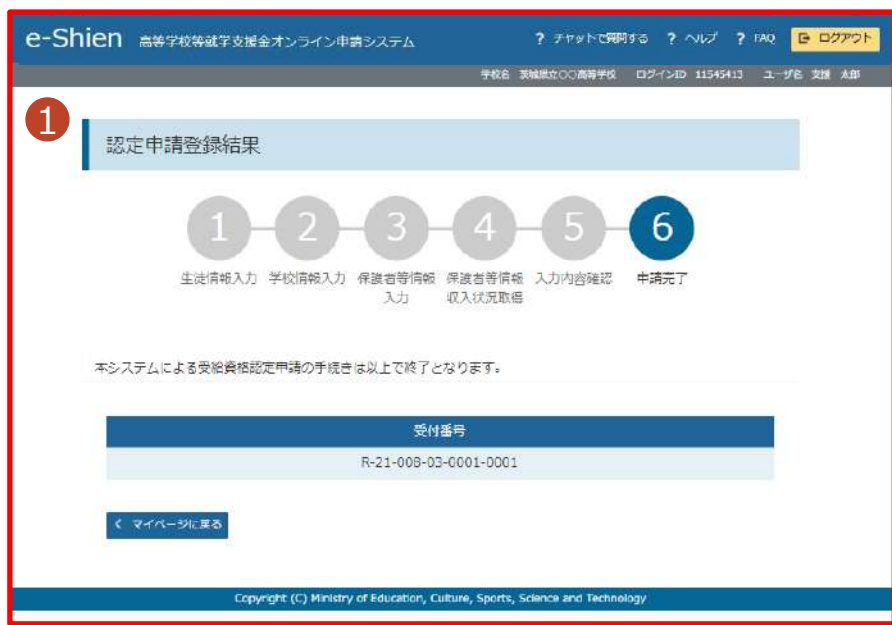 e-Shien 高等学校等就学支援金オンライン申請システム ? チャットで質問する ? ヘルプ ? FAQ ログアウト
学校名 茨城県立〇〇高等学校 ログインID 11545413 ユーザ名 支援 太郎
1
認定申請登録結果
1 2 3 4 5 6
生徒情報入力 学校情報入力 保護者等情報 保護者等情報 入力内容確認 申請完了
入力 収入状況取得
本システムによる受給資格認定申請の手続きは以上で終了となります。
受付番号
R-21-008-03-0001-0001
マイページに戻る
Copyright (C) Ministry of Education, Culture, Sports, Science and Technology